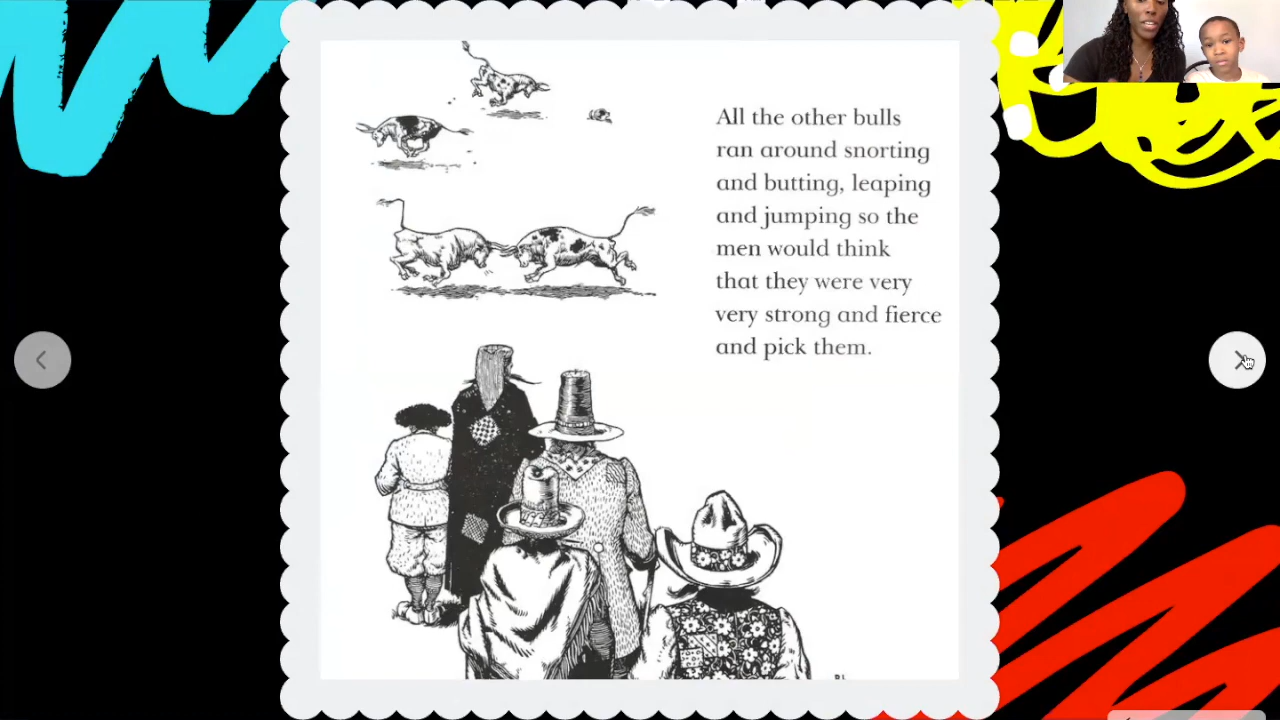 All the other bulls
ran around snorting
and butting, leaping
and jumping so the
men would think
that they were very
very strong and fierce
and pick them.